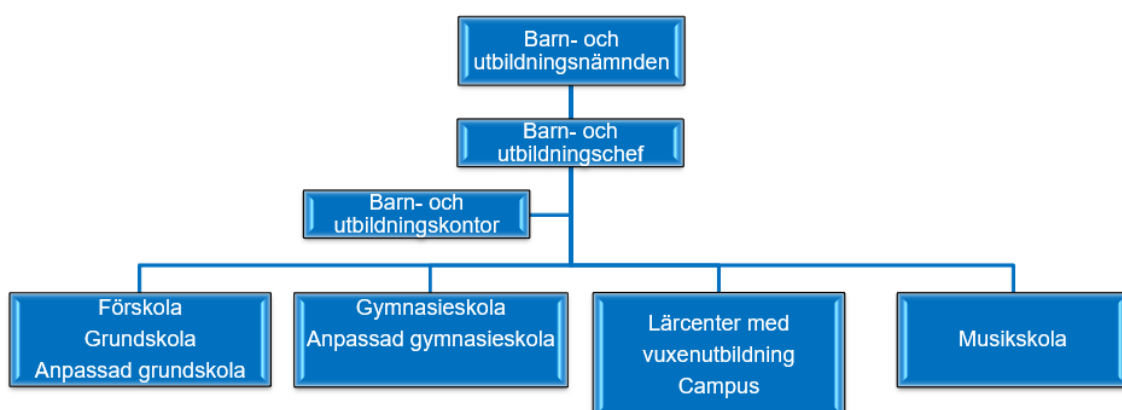 Barn- och
utbildningsnämnden
Barn- och
utbildningschef
Barn- och
utbildningskontor
Förskola
Grundskola
Anpassad grundskola
Gymnasieskola
Anpassad gymnasieskola
Lärcenter med
vuxenutbildning
Campus
Musikskola